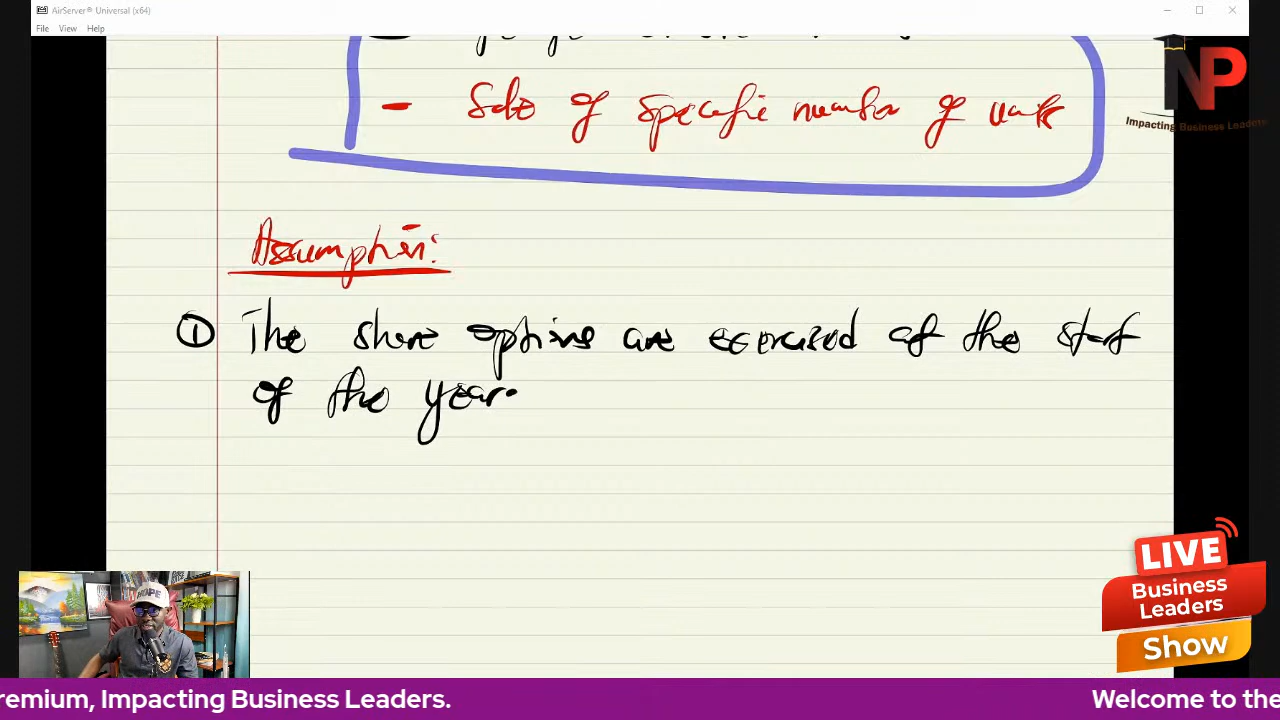 AirServer® Universal (x64)
File View Help
- Sale of specific number of units
NP
Impacting Business Leaders
Assumption:
① The share options are exercised at the start
of the year.
LIVE
Business
Leaders
Show
remium, Impacting Business Leaders.
Welcome to the